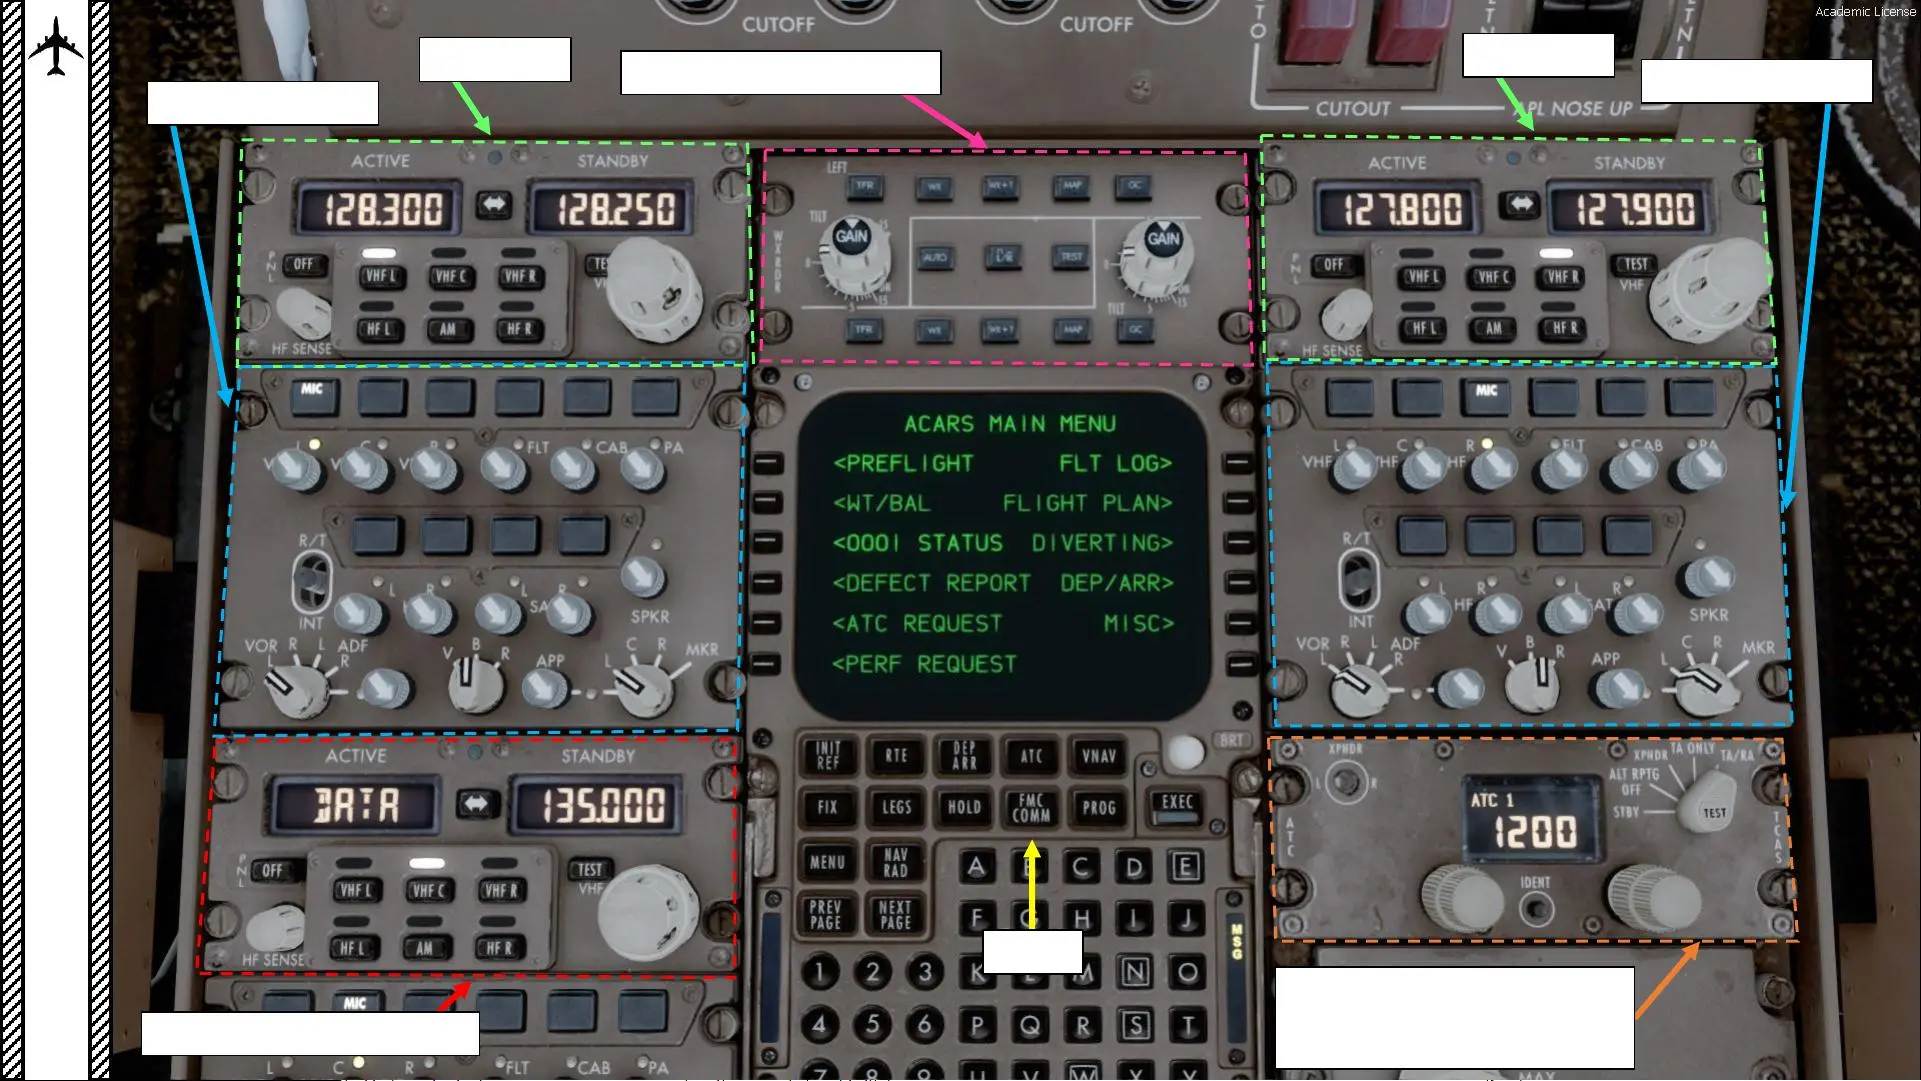 Academic License
CUTOFF
CUTOFF
CUTOUT
APL NOSE UP
ACTIVE
STANDBY
128.300
128.250
PNL
OFF
VHF L
VHF C
VHF R
HF L
AM
HF R
HF SENSE
LEFT
TFR
WX
WX+T
MAP
GC
TILT
GAIN
GAIN
AUTO
TEST
WXRDR
TILT
TFR
WX
WX+T
MAP
GC
ACTIVE
STANDBY
127.800
127.900
PNL
OFF
VHF L
VHF C
VHF R
TEST
VHF
HF L
AM
HF R
HF SENSE
MIC
FLT
CAB
PA
R/T
INT
SPKR
VOR
L
R
L
ADF
R
V
B
R
APP
L
C
R
MKR
ACARS MAIN MENU
<PREFLIGHT FLT LOG>
<WT/BAL FLIGHT PLAN>
<OOOI STATUS DIVERTING>
<DEFECT REPORT DEP/ARR>
<ATC REQUEST MISC>
<PERF REQUEST
MIC
L
C
R
FLT
CAB
PA
R/T
INT
SPKR
VOR
L
R
L
ADF
R
V
B
R
APP
L
C
R
MKR
ACTIVE
STANDBY
DATA
135.000
PNL
OFF
VHF L
VHF C
VHF R
TEST
VHF
HF L
AM
HF R
HF SENSE
MIC
L
C
R
FLT
CAB
PA
BRT
INIT REF
RTE
DEP ARR
ATC
VNAV
FIX
LEGS
HOLD
FMC COMM
PROG
EXEC
MENU
NAV RAD
PREV PAGE
NEXT PAGE
A
C
D
E
F
H
I
J
1
2
3
K
N
O
4
5
6
P
Q
R
S
T
MSG
XPNDR
L
R
ATC
ATC 1
1200
IDENT
STBY
ALT RPTG OFF
XPNDR
TA ONLY
TA/RA
TEST
TCAS